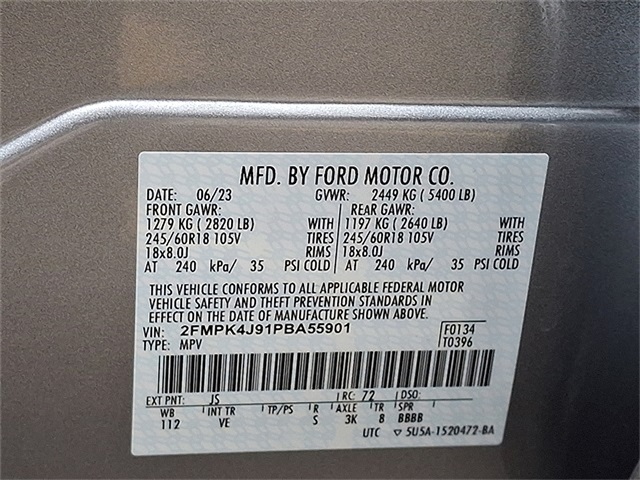 MFD. BY FORD MOTOR CO.
DATE: 06/23 GVWR: 2449 KG ( 5400 LB)
FRONT GAWR: REAR GAWR:
1279 KG ( 2820 LB) WITH 1197 KG ( 2640 LB) WITH
245/60R18 105V TIRES 245/60R18 105V TIRES
18x8.0J RIMS 18x8.0J RIMS
AT 240 kPa/ 35 PSI COLD AT 240 kPa/ 35 PSI COLD
THIS VEHICLE CONFORMS TO ALL APPLICABLE FEDERAL MOTOR
VEHICLE SAFETY AND THEFT PREVENTION STANDARDS IN
EFFECT ON THE DATE OF MANUFACTURE SHOWN ABOVE.
VIN: 2FMPK4J91PBA55901 F0134
TYPE: MPV T0396
EXT PNT: JS RC: 72 DSO:
WB INT TR TP/PS R AXLE TR SPR
112 VE S 3K 8 BBBB
UTC ▽ 5U5A-1520472-BA